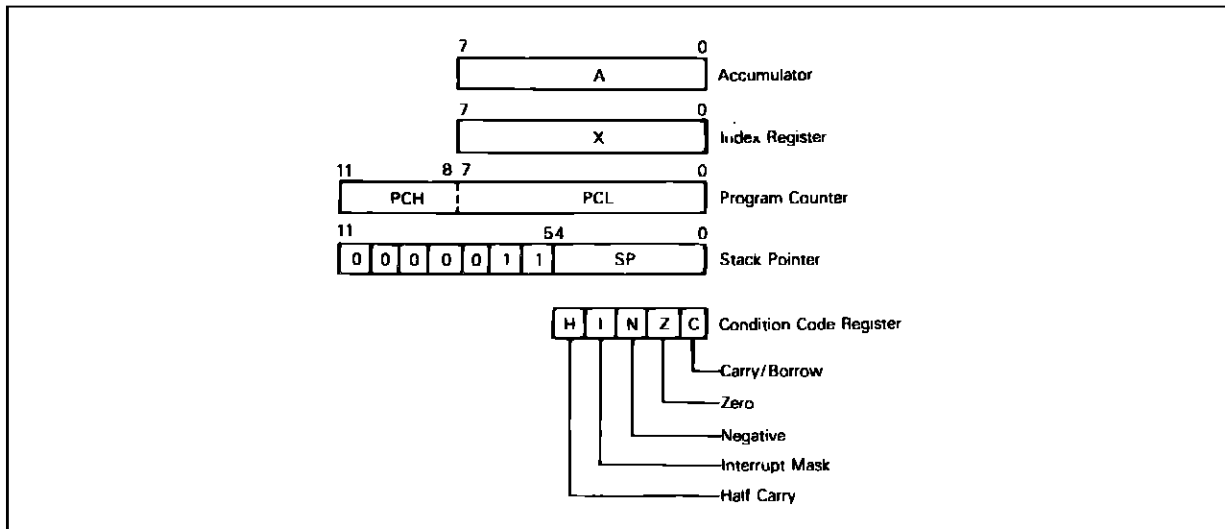 7 0
A Accumulator
7 0
X Index Register
11 8 7 0
PCH PCL Program Counter
11 5 4 0
0 0 0 0 0 1 1 SP Stack Pointer
H I N Z C Condition Code Register
Carry/Borrow
Zero
Negative
Interrupt Mask
Half Carry